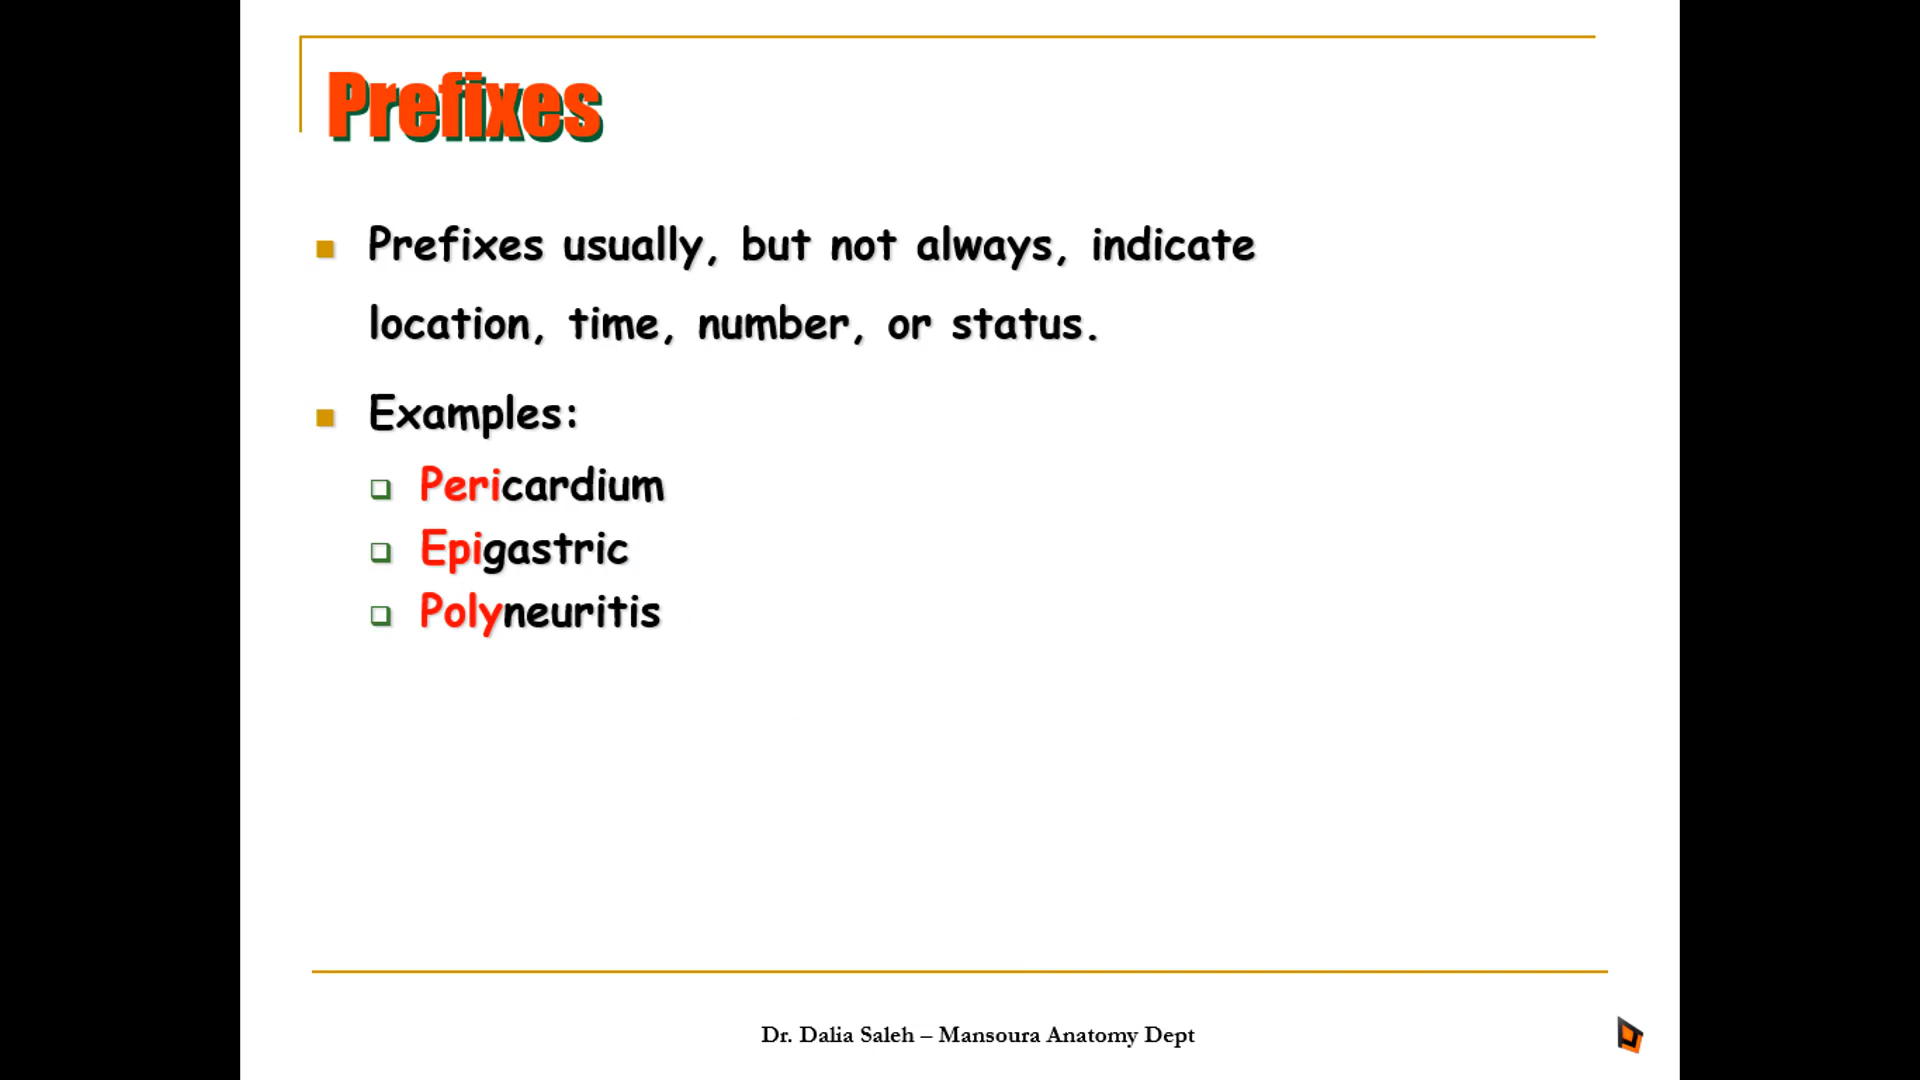 Prefixes
Prefixes usually, but not always, indicate
location, time, number, or status.
Examples:
Pericardium
Epigastric
Polyneuritis
Dr. Dalia Saleh – Mansoura Anatomy Dept